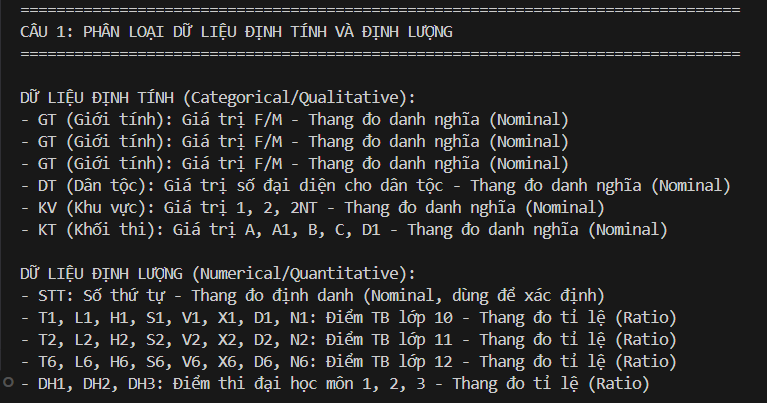 ================================================================================
CÂU 1: PHÂN LOẠI DỮ LIỆU ĐỊNH TÍNH VÀ ĐỊNH LƯỢNG
================================================================================
DỮ LIỆU ĐỊNH TÍNH (Categorical/Qualitative):
- GT (Giới tính): Giá trị F/M - Thang đo danh nghĩa (Nominal)
- GT (Giới tính): Giá trị F/M - Thang đo danh nghĩa (Nominal)
- GT (Giới tính): Giá trị F/M - Thang đo danh nghĩa (Nominal)
- DT (Dân tộc): Giá trị số đại diện cho dân tộc - Thang đo danh nghĩa (Nominal)
- KV (Khu vực): Giá trị 1, 2, 2NT - Thang đo danh nghĩa (Nominal)
- KT (Khối thi): Giá trị A, A1, B, C, D1 - Thang đo danh nghĩa (Nominal)
DỮ LIỆU ĐỊNH LƯỢNG (Numerical/Quantitative):
- STT: Số thứ tự - Thang đo định danh (Nominal, dùng để xác định)
- T1, L1, H1, S1, V1, X1, D1, N1: Điểm TB lớp 10 - Thang đo tỉ lệ (Ratio)
- T2, L2, H2, S2, V2, X2, D2, N2: Điểm TB lớp 11 - Thang đo tỉ lệ (Ratio)
- T6, L6, H6, S6, V6, X6, D6, N6: Điểm TB lớp 12 - Thang đo tỉ lệ (Ratio)
- DH1, DH2, DH3: Điểm thi đại học môn 1, 2, 3 - Thang đo tỉ lệ (Ratio)